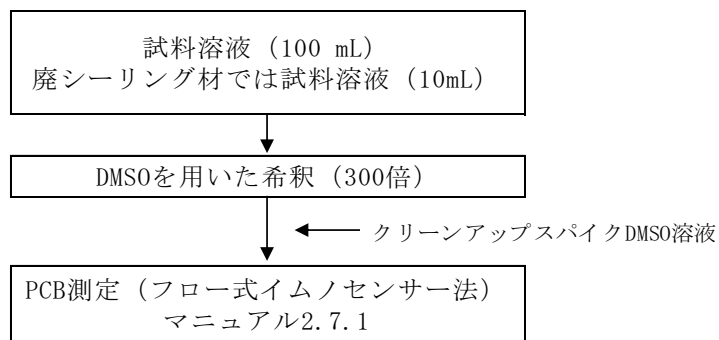 試料溶液 (100 mL)
廃シーリング材では試料溶液 (10mL)
DMSOを用いた希釈 (300倍)
クリーンアップスパイクDMSO溶液
PCB測定 (フロー式イムノセンサー法)
マニュアル2.7.1